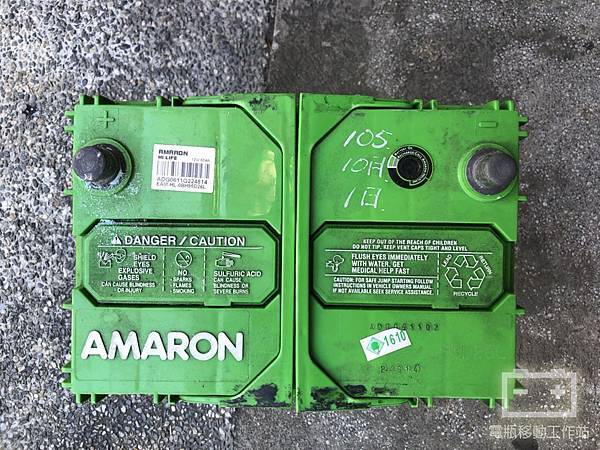 AMARON
HI LIFE
12V 65Ah
105.
10月
1日
DANGER / CAUTION
SHIELD
EYES
EXPLOSIVE
GASES
CAN CAUSE BLINDNESS
OR INJURY
NO
· SPARKS
· FLAMES
· SMOKING
SULFURIC ACID
CAN CAUSE
BLINDNESS OR
SEVERE BURNS
KEEP OUT OF THE REACH OF CHILDREN
DO NOT TIP. KEEP VENT CAPS TIGHT AND LEVEL
FLUSH EYES IMMEDIATELY
WITH WATER, GET
MEDICAL HELP FAST
CAUTION: FOR SAFE JUMP STARTING FOLLOW
INSTRUCTIONS IN VEHICLE OWNERS MANUAL.
IF NOT AVAILABLE SEEK SERVICE ASSISTANCE.
LEAD
RETURN
RECYCLE
AMARON
1610
電瓶移動工作站